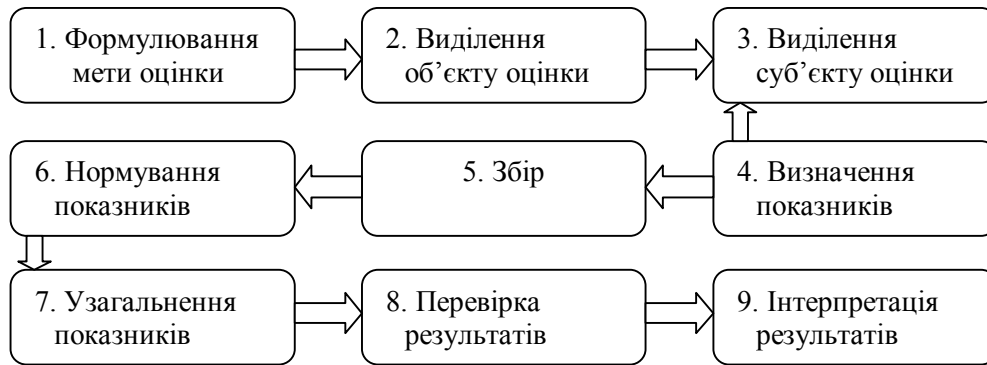 1. Формулювання
мети оцінки
2. Виділення
об’єкту оцінки
3. Виділення
суб’єкту оцінки
6. Нормування
показників
5. Збір
4. Визначення
показників
7. Узагальнення
показників
8. Перевірка
результатів
9. Інтерпретація
результатів